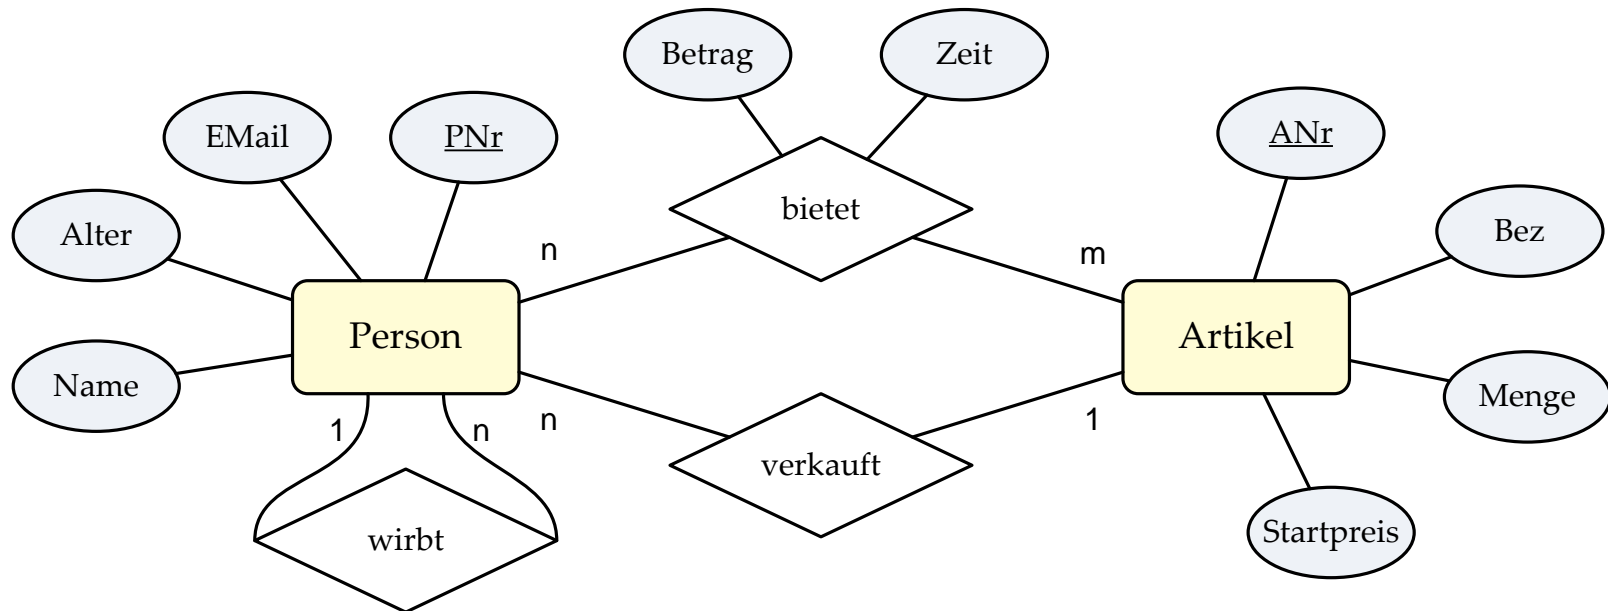 Betrag
Zeit
EMail
PNr
ANr
Alter
bietet
Bez
n
m
Person
Artikel
Name
Menge
1
n
n
1
verkauft
wirbt
Startpreis